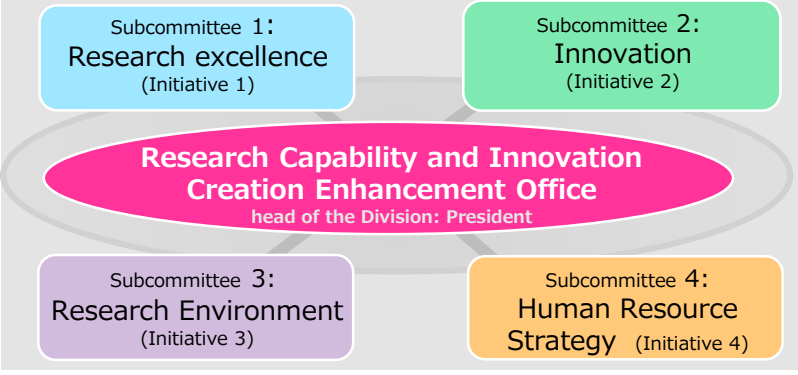 Subcommittee 1:
Research excellence
(Initiative 1)
Subcommittee 2:
Innovation
(Initiative 2)
Research Capability and Innovation
Creation Enhancement Office
head of the Division: President
Subcommittee 3:
Research Environment
(Initiative 3)
Subcommittee 4:
Human Resource
Strategy (Initiative 4)